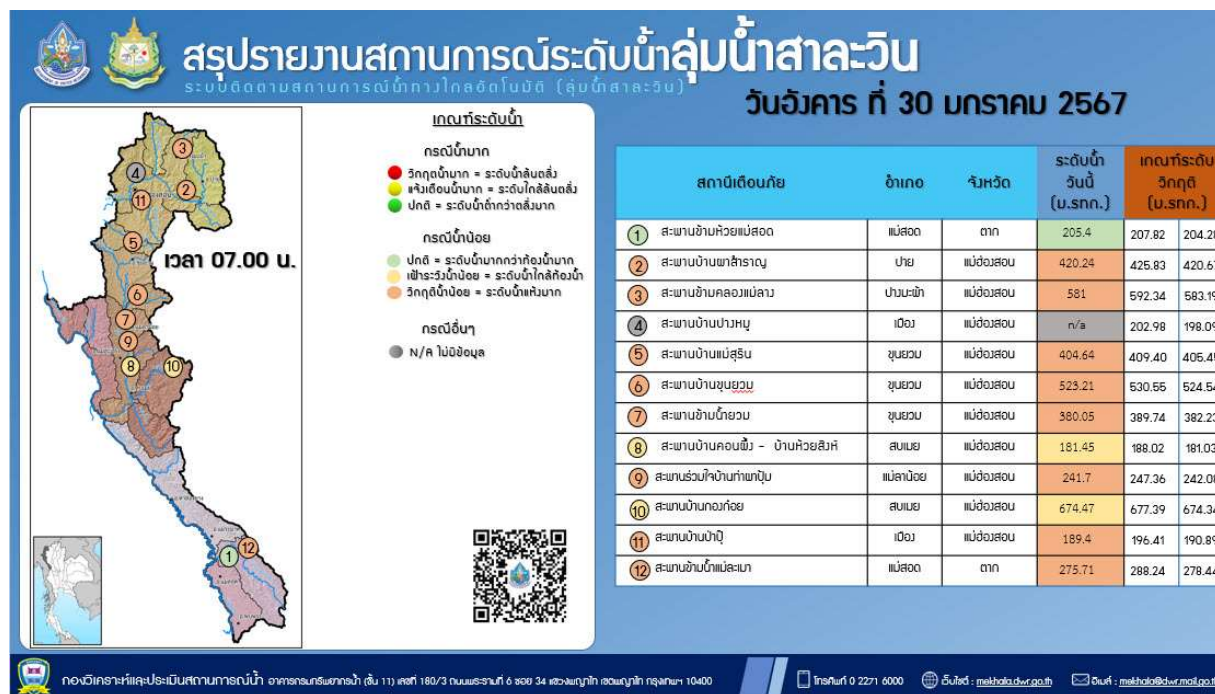 สรุปรายงานสถานการณ์ระดับน้ำลุ่มน้ำสาละวิน
ระบบติดตามสถานการณ์น้ำทางไกลอัตโนมัติ (ลุ่มน้ำสาละวิน)
วันอังคาร ที่ 30 มกราคม 2567
เวลา 07.00 น.
เกณฑ์ระดับน้ำ
กรณีน้ำมาก
วิกฤตน้ำมาก = ระดับน้ำล้นตลิ่ง
แจ้งเตือนน้ำมาก = ระดับใกล้ล้นตลิ่ง
ปกติ = ระดับน้ำต่ำกว่าตลิ่งมาก
กรณีน้ำน้อย
ปกติ = ระดับน้ำมากกว่าท้องน้ำมาก
เฝ้าระวังน้ำน้อย = ระดับน้ำใกล้ท้องน้ำ
วิกฤติน้ำน้อย = ระดับน้ำแห้งมาก
กรณีอื่นๆ
N/A ไม่มีข้อมูล
สถานีเตือนภัย อำเภอ จังหวัด ระดับน้ำวันนี้ (ม.รทก.) เกณฑ์ระดับวิกฤติ (ม.รทก.)
1 สะพานข้ามห้วยแม่สอด แม่สอด ตาก 205.4 207.82 204.28
2 สะพานบ้านผาสำราญ ปาย แม่ฮ่องสอน 420.24 425.83 420.67
3 สะพานข้ามคลองแม่ลาง ปางมะผ้า แม่ฮ่องสอน 581 592.34 583.19
4 สะพานบ้านปางหมู เมือง แม่ฮ่องสอน n/a 202.98 198.09
5 สะพานบ้านแม่สุริน ขุนยวม แม่ฮ่องสอน 404.64 409.40 405.45
6 สะพานบ้านขุนยวม ขุนยวม แม่ฮ่องสอน 523.21 530.55 524.54
7 สะพานข้ามน้ำยวม ขุนยวม แม่ฮ่องสอน 380.05 389.74 382.23
8 สะพานบ้านคอนผึ้ง - บ้านห้วยสิงห์ สบเมย แม่ฮ่องสอน 181.45 188.02 181.03
9 สะพานร่วมใจบ้านท่าผาปุ้ม แม่ลาน้อย แม่ฮ่องสอน 241.7 247.36 242.08
10 สะพานบ้านกองก๋อย สบเมย แม่ฮ่องสอน 674.47 677.39 674.34
11 สะพานบ้านป่าปุ๊ เมือง แม่ฮ่องสอน 189.4 196.41 190.89
12 สะพานข้ามน้ำแม่ละเมา แม่สอด ตาก 275.71 288.24 278.44
กองวิเคราะห์และประเมินสถานการณ์น้ำ อาคารกรมทรัพยากรน้ำ (ชั้น 11) เลขที่ 180/3 ถนนพระรามที่ 6 ซอย 34 แขวงพญาไท เขตพญาไท กรุงเทพฯ 10400 โทรศัพท์ 0 2271 6000 เว็บไซต์ : mekhala.dwr.go.th อีเมล์ : mekhala@dwr.mail.go.t